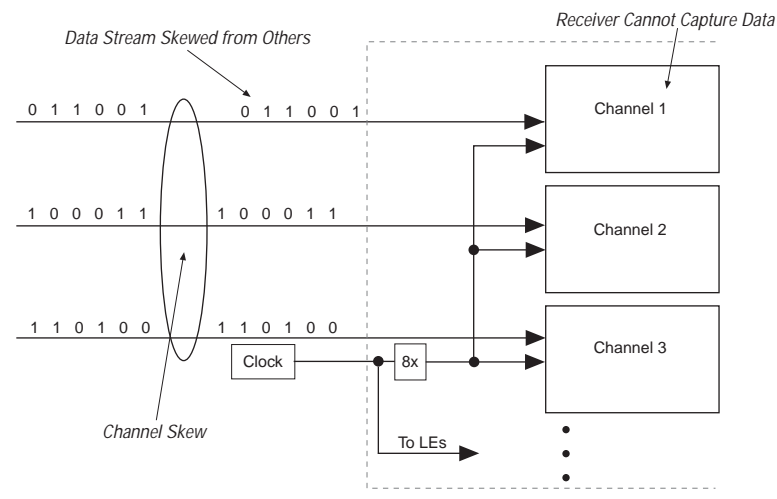 Receiver Cannot Capture Data
Data Stream Skewed from Others
0 1 1 0 0 1
0 1 1 0 0 1
Channel 1
1 0 0 0 1 1
1 0 0 0 1 1
Channel 2
1 1 0 1 0 0
1 1 0 1 0 0
Channel 3
Clock
8x
Channel Skew
To LEs